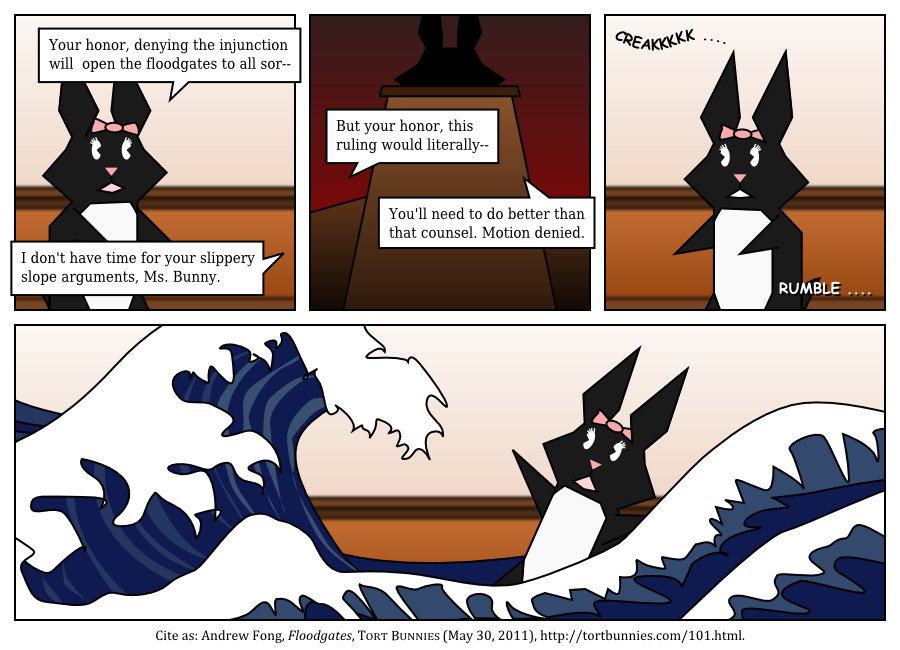 Your honor, denying the injunction
will  open the floodgates to all sor--
I don't have time for your slippery
slope arguments, Ms. Bunny.
But your honor, this
ruling would literally--
You'll need to do better than
that counsel. Motion denied.
CREAKKKKK ....
RUMBLE ....
Cite as: Andrew Fong, Floodgates, TORT BUNNIES (May 30, 2011), http://tortbunnies.com/101.html.